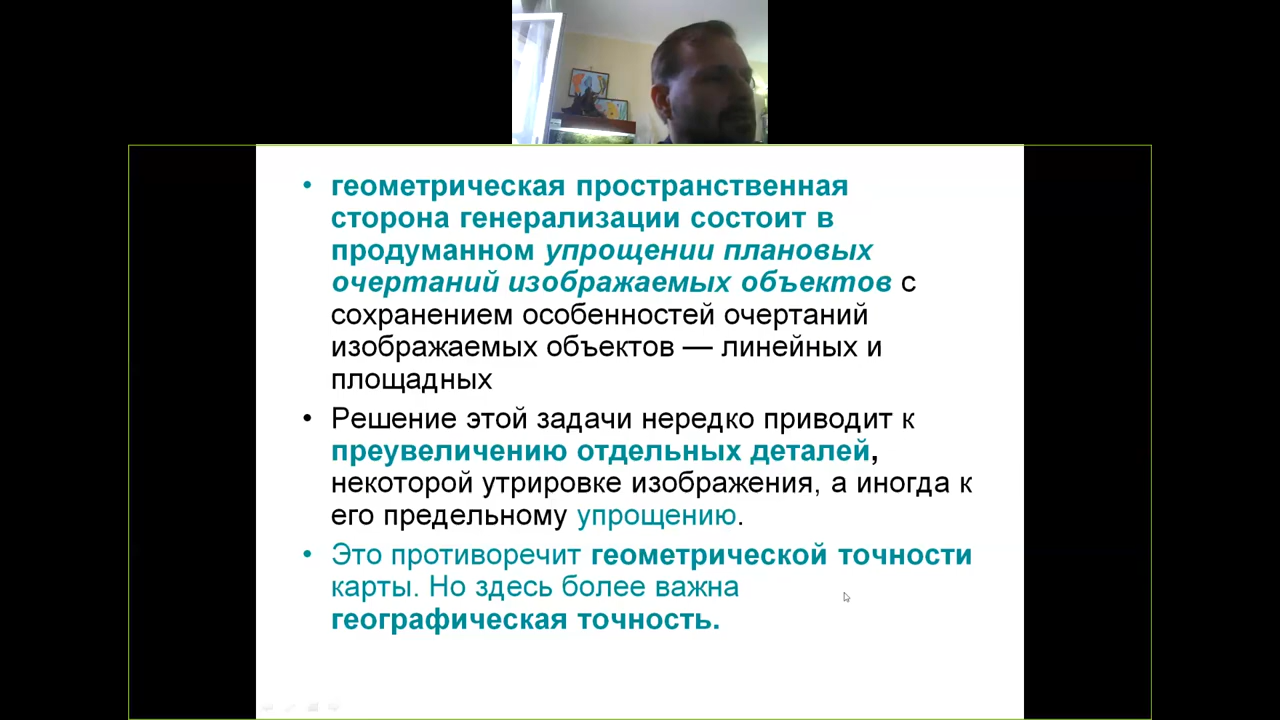 • геометрическая пространственная
сторона генерализации состоит в
продуманном упрощении плановых
очертаний изображаемых объектов с
сохранением особенностей очертаний
изображаемых объектов — линейных и
площадных
• Решение этой задачи нередко приводит к
преувеличению отдельных деталей,
некоторой утрировке изображения, а иногда к
его предельному упрощению.
• Это противоречит геометрической точности
карты. Но здесь более важна
географическая точность.